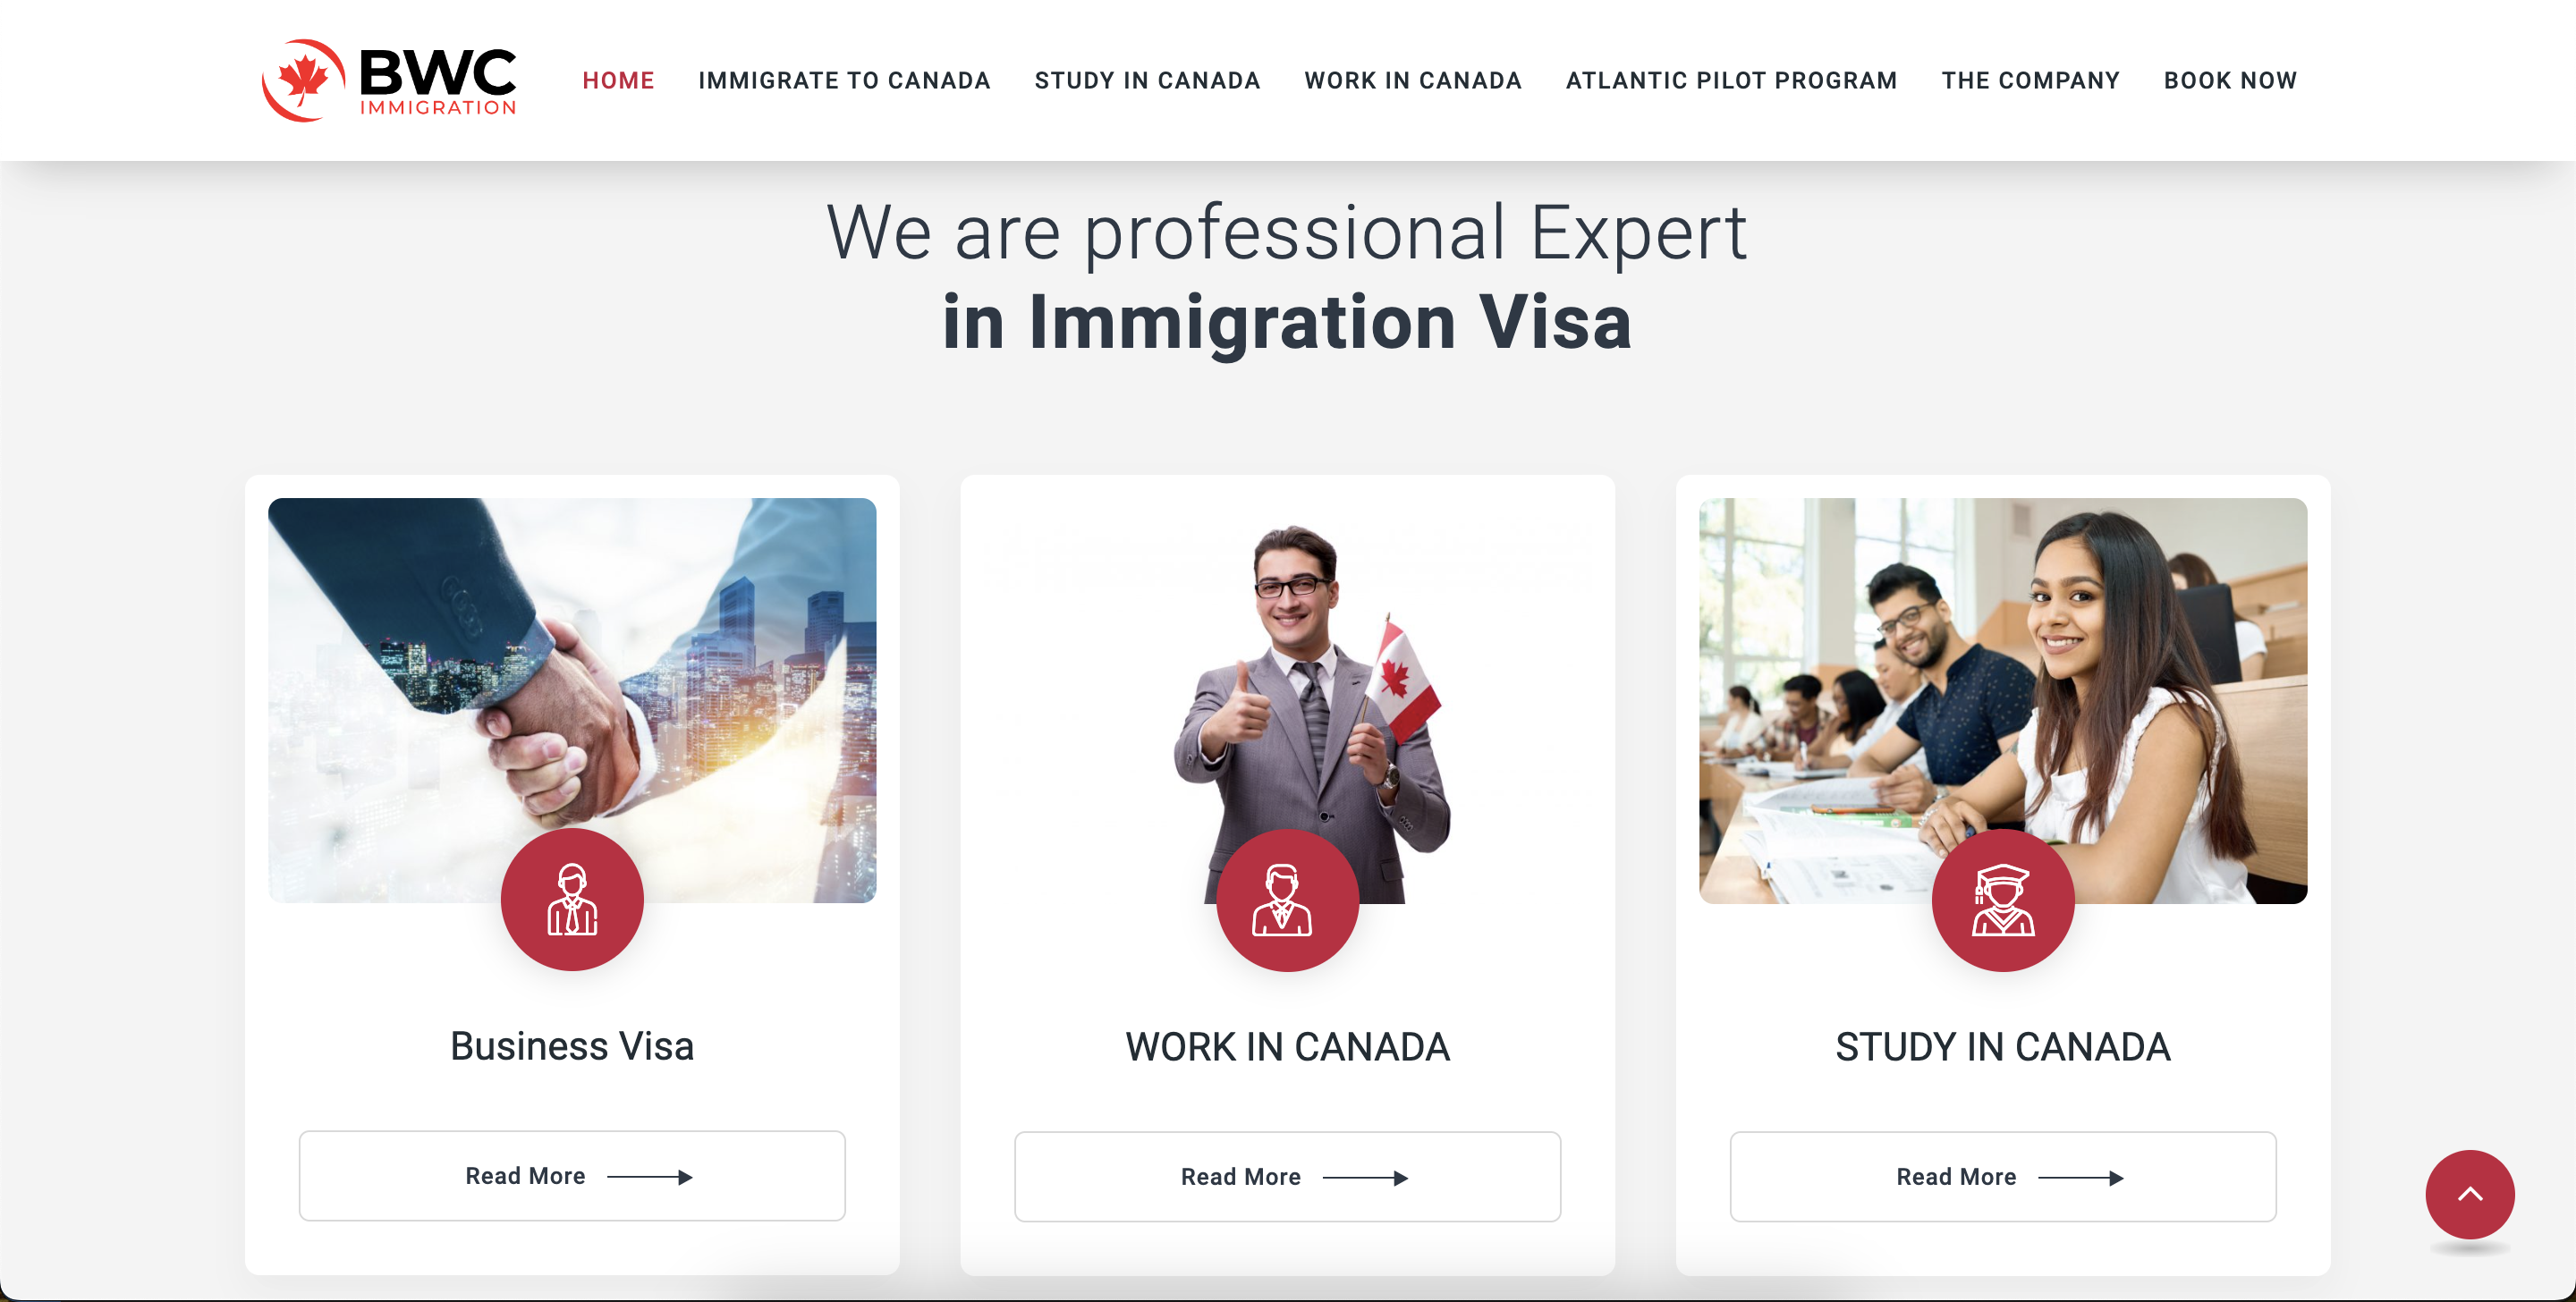 BWC
IMMIGRATION
HOME
IMMIGRATE TO CANADA
STUDY IN CANADA
WORK IN CANADA
ATLANTIC PILOT PROGRAM
THE COMPANY
BOOK NOW
We are professional Expert
in Immigration Visa
Business Visa
Read More
WORK IN CANADA
Read More
STUDY IN CANADA
Read More